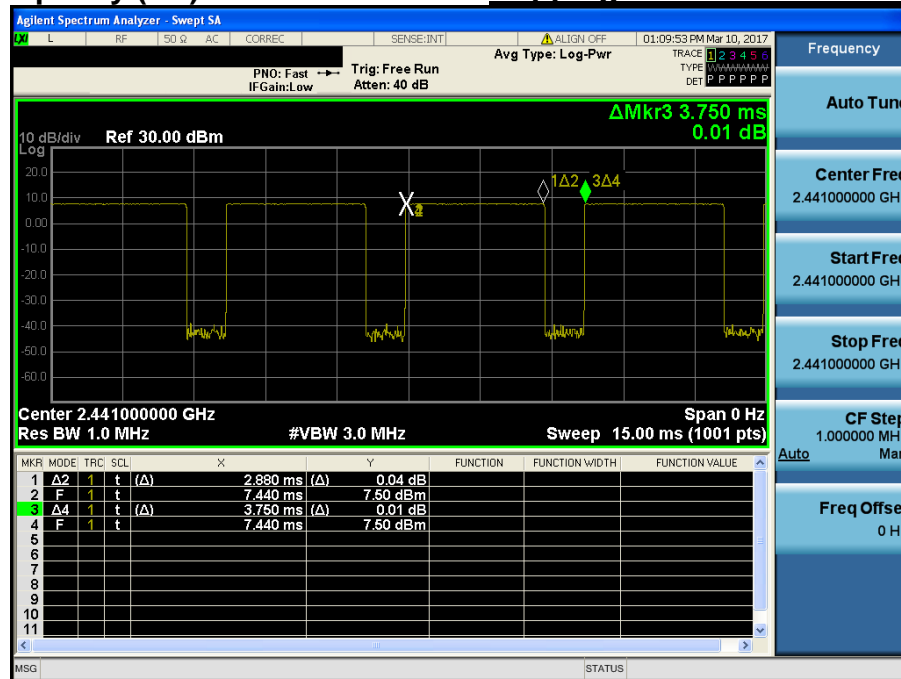 Agilent Spectrum Analyzer - Swept SA
LXI L RF 50 Ω AC CORREC SENSE:INT ALIGN OFF 01:09:53 PM Mar 10, 2017
Avg Type: Log-Pwr
TRACE 1 2 3 4 5 6
TYPE WWWWWW
DET P P P P P P
PNO: Fast
IFGain:Low
Trig: Free Run
Atten: 40 dB
ΔMkr3 3.750 ms
0.01 dB
10 dB/div Ref 30.00 dBm
Log
20.0
10.0
0.00
-10.0
-20.0
-30.0
-40.0
-50.0
-60.0
1Δ2 3Δ4
Center 2.441000000 GHz Span 0 Hz
Res BW 1.0 MHz #VBW 3.0 MHz Sweep 15.00 ms (1001 pts)
MKR MODE TRC SCL X Y FUNCTION FUNCTION WIDTH FUNCTION VALUE
1 Δ2 1 t (Δ) 2.880 ms (Δ) 0.04 dB
2 F 1 t 7.440 ms 7.50 dBm
3 Δ4 1 t (Δ) 3.750 ms (Δ) 0.01 dB
4 F 1 t 7.440 ms 7.50 dBm
5
6
7
8
9
10
11
MSG STATUS
Frequency
Auto Tun
Center Fre
2.441000000 GH
Start Fre
2.441000000 GH
Stop Fre
2.441000000 GH
CF Ste
1.000000 MH
Auto Ma
Freq Offse
0 H